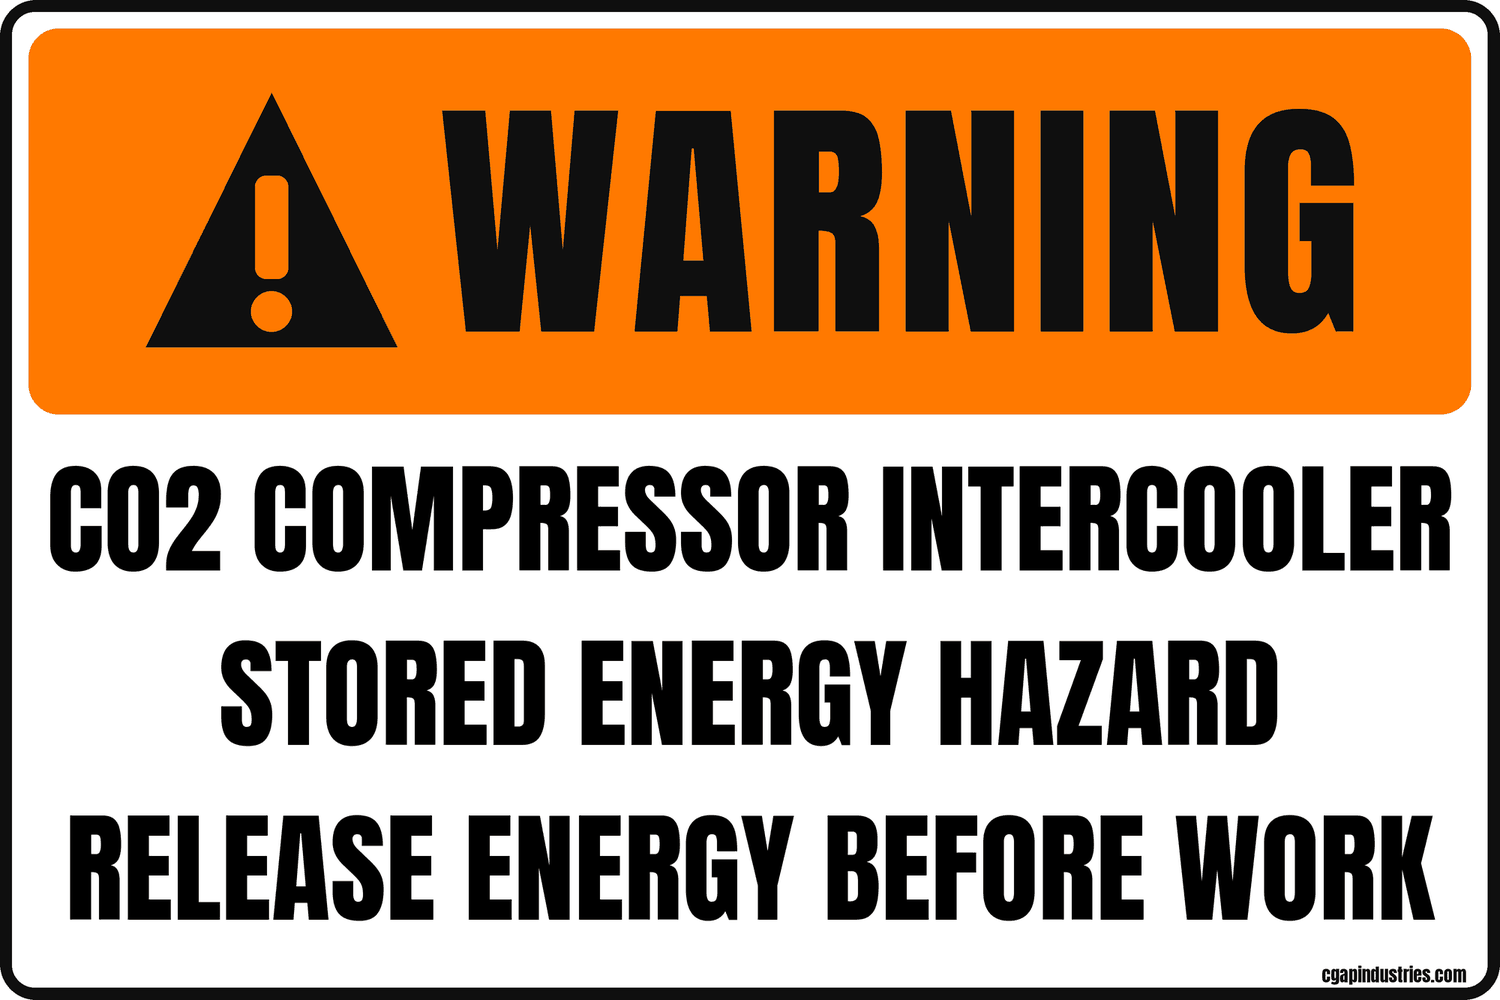 WARNING
CO2 COMPRESSOR INTERCOOLER
STORED ENERGY HAZARD
RELEASE ENERGY BEFORE WORK
cgapindustries.com